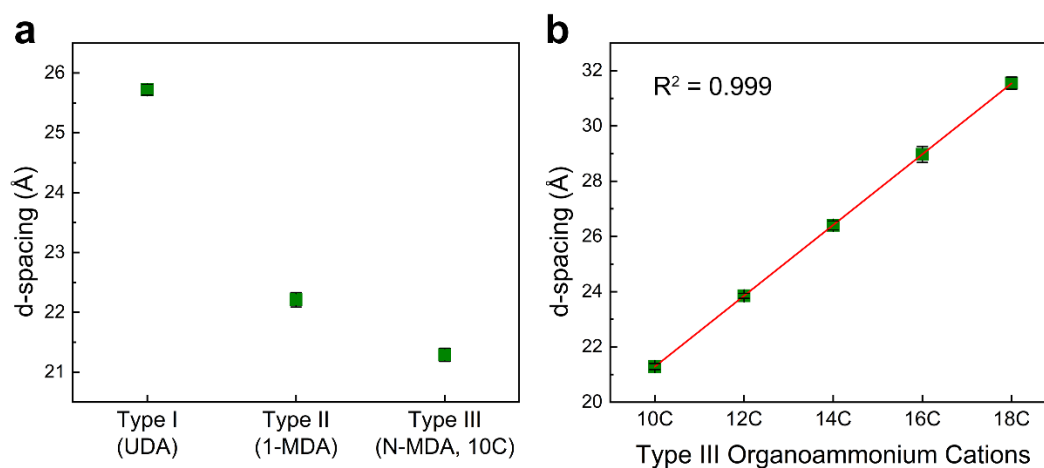 a
26
25
24
23
22
21
d-spacing (Å)
Type I
(UDA)
Type II
(1-MDA)
Type III
(N-MDA, 10C)
b
R² = 0.999
32
30
28
26
24
22
20
d-spacing (Å)
10C
12C
14C
16C
18C
Type III Organoammonium Cations